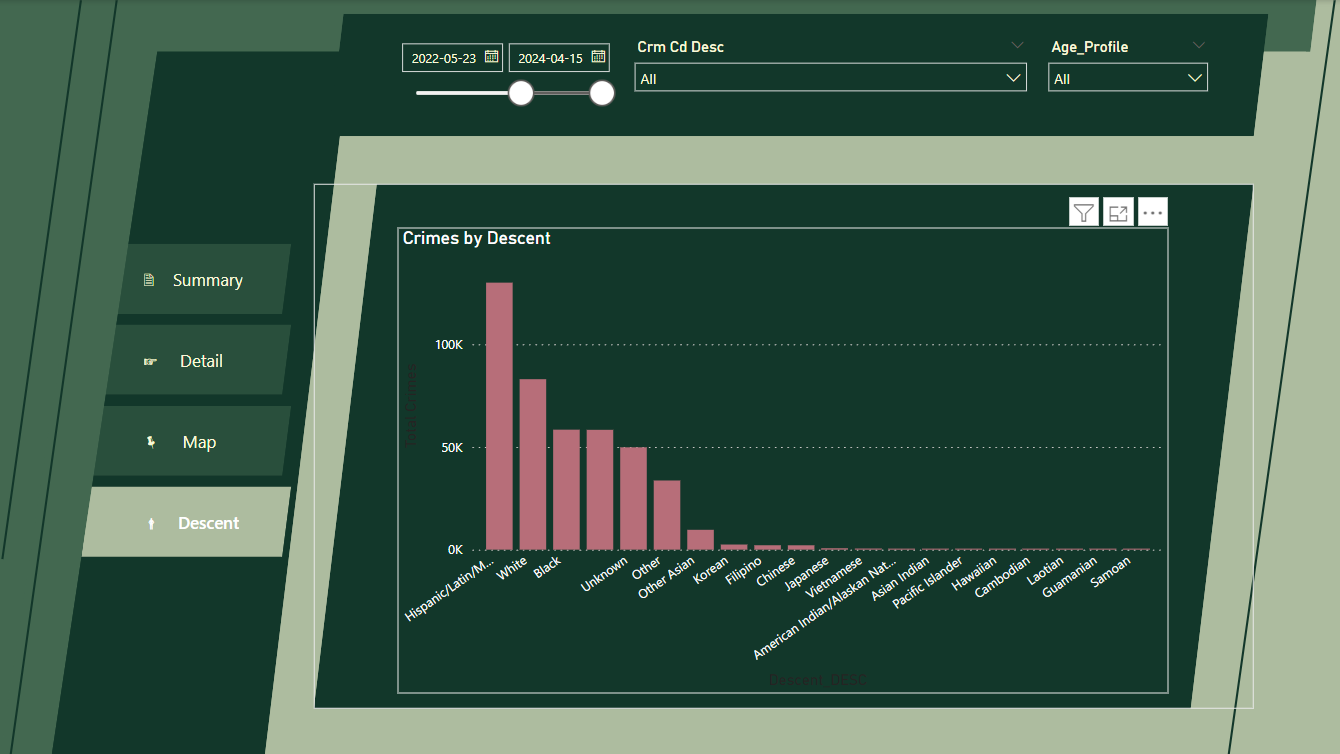 2022-05-23
2024-04-15
Crm Cd Desc
All
Age_Profile
All
Summary
Detail
Map
Descent
Crimes by Descent
Total Crimes
100K
50K
0K
Hispanic/Latin/M...
White
Black
Unknown
Other
Other Asian
Korean
Filipino
Chinese
Japanese
Vietnamese
American Indian/Alaskan Nat...
Asian Indian
Pacific Islander
Hawaiian
Cambodian
Laotian
Guamanian
Samoan
Descent_DESC